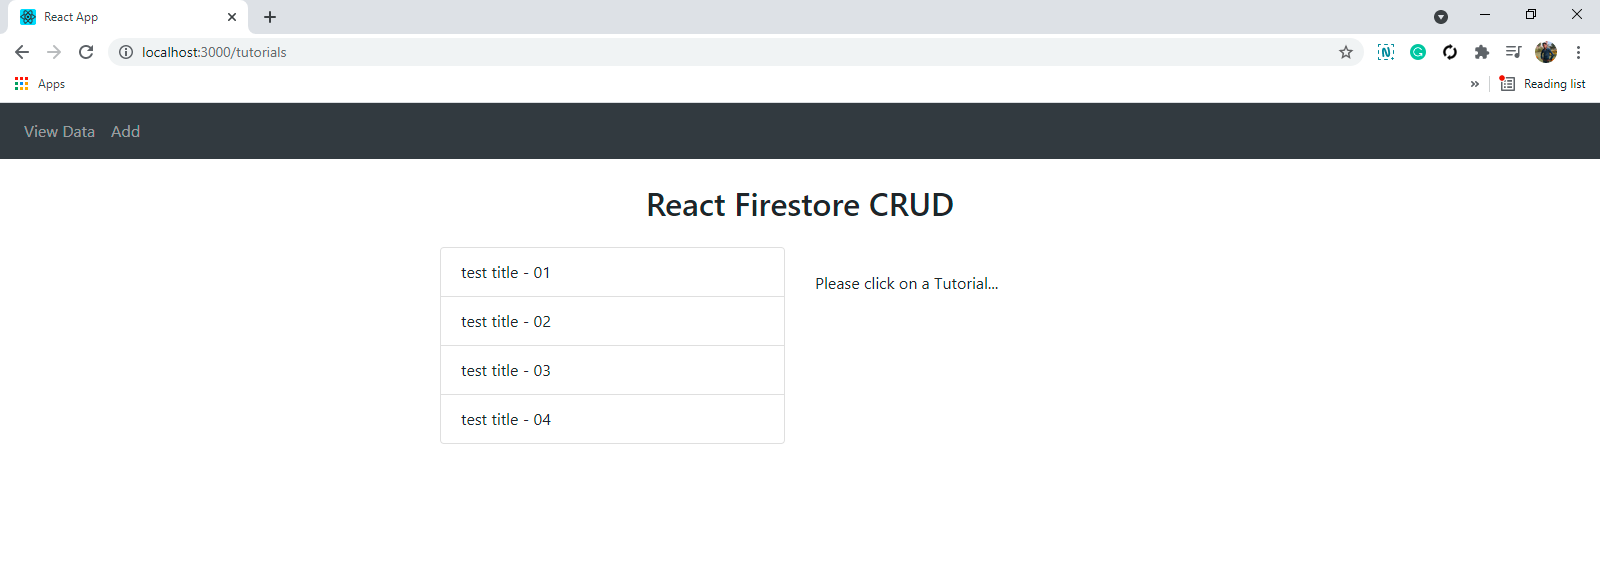 React App
localhost:3000/tutorials
Apps
» Reading list
View Data Add
React Firestore CRUD
test title - 01
Please click on a Tutorial...
test title - 02
test title - 03
test title - 04